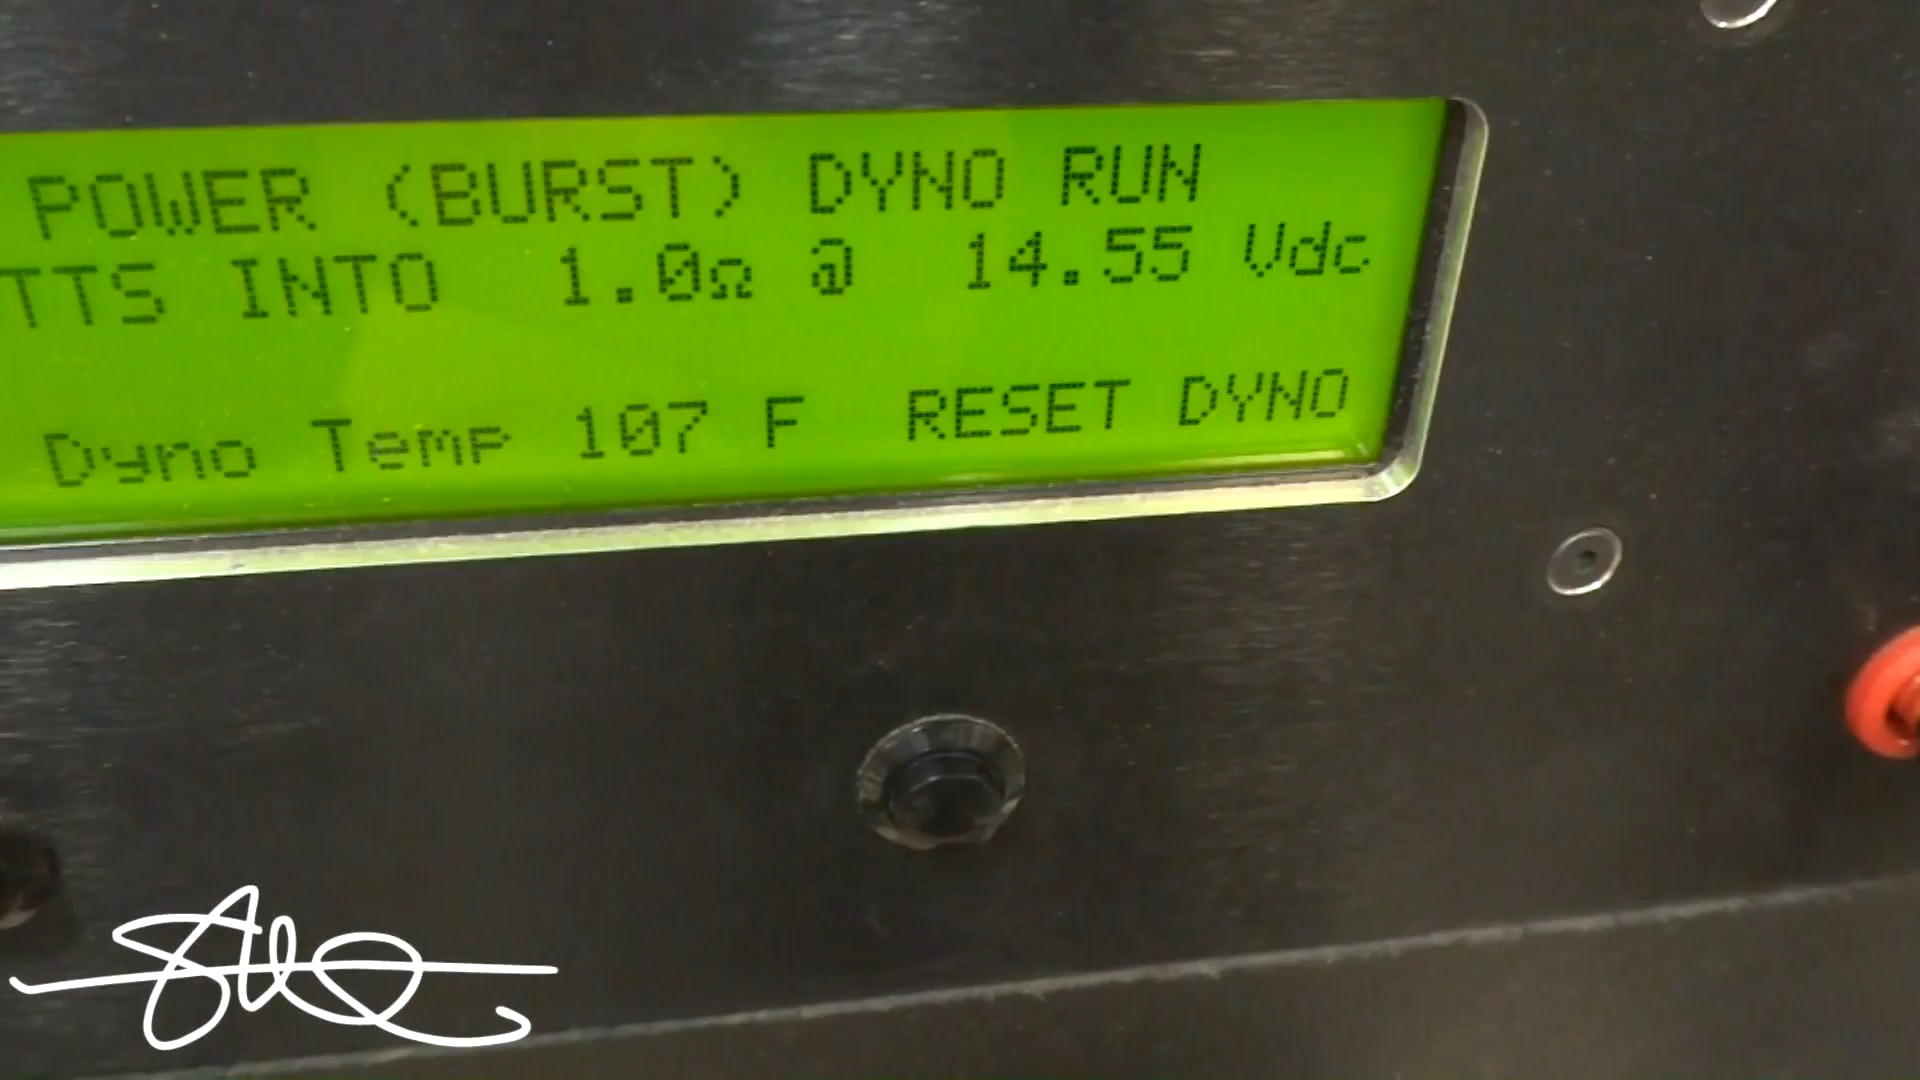 POWER (BURST) DYNO RUN
TTS INTO 1.0Ω @ 14.55 Vdc
Dyno Temp 107 F RESET DYNO